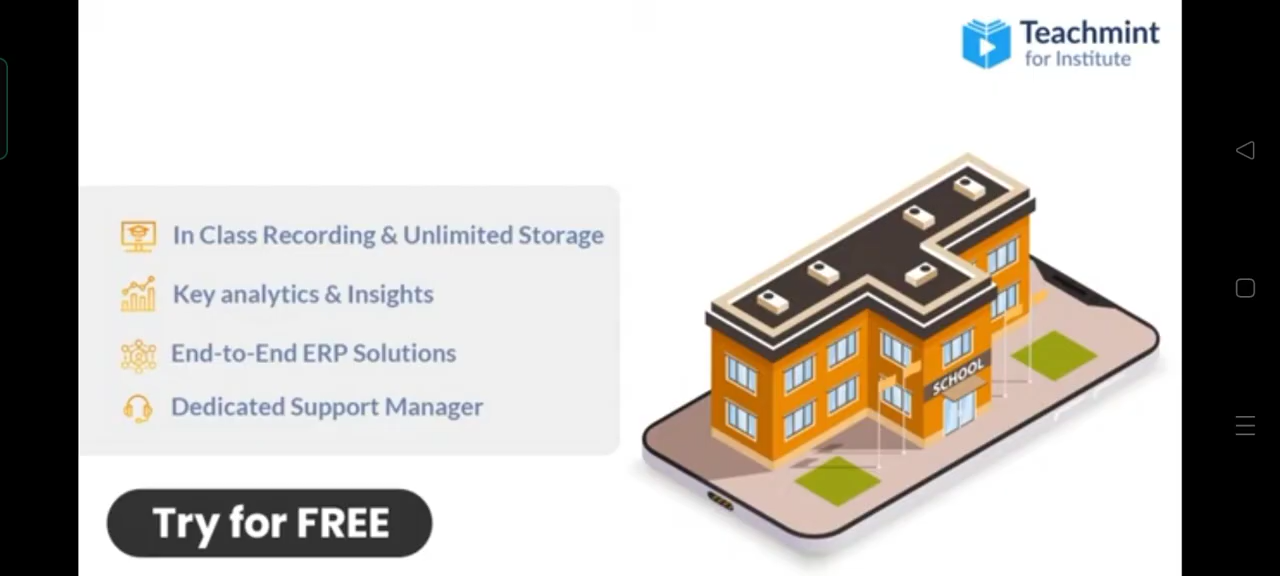 Teachmint
for Institute
In Class Recording & Unlimited Storage
Key analytics & Insights
End-to-End ERP Solutions
Dedicated Support Manager
SCHOOL
Try for FREE